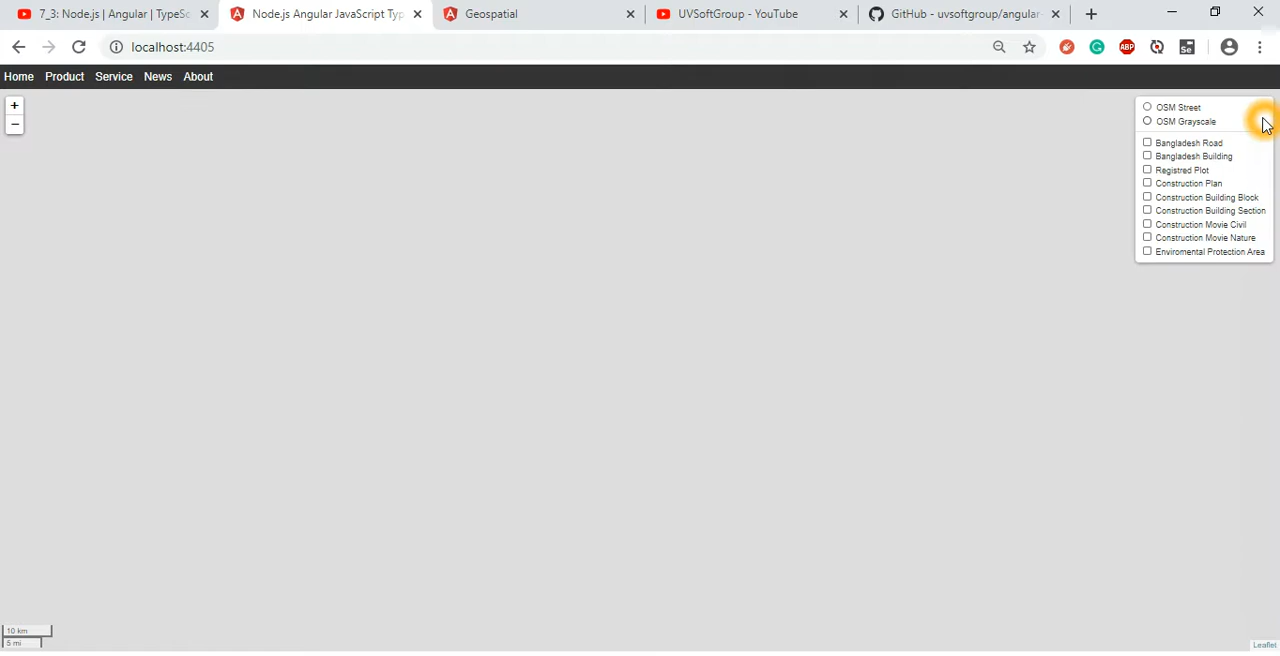 7_3: Node.js | Angular | TypeSc
Node.js Angular JavaScript Typ
Geospatial
UVSoftGroup - YouTube
GitHub - uvsoftgroup/angular-
localhost:4405
ABP
Se
Home Product Service News About
+
−
OSM Street
OSM Grayscale
Bangladesh Road
Bangladesh Building
Registred Plot
Construction Plan
Construction Building Block
Construction Building Section
Construction Movie Civil
Construction Movie Nature
Enviromental Protection Area
10 km
5 mi
Leaflet